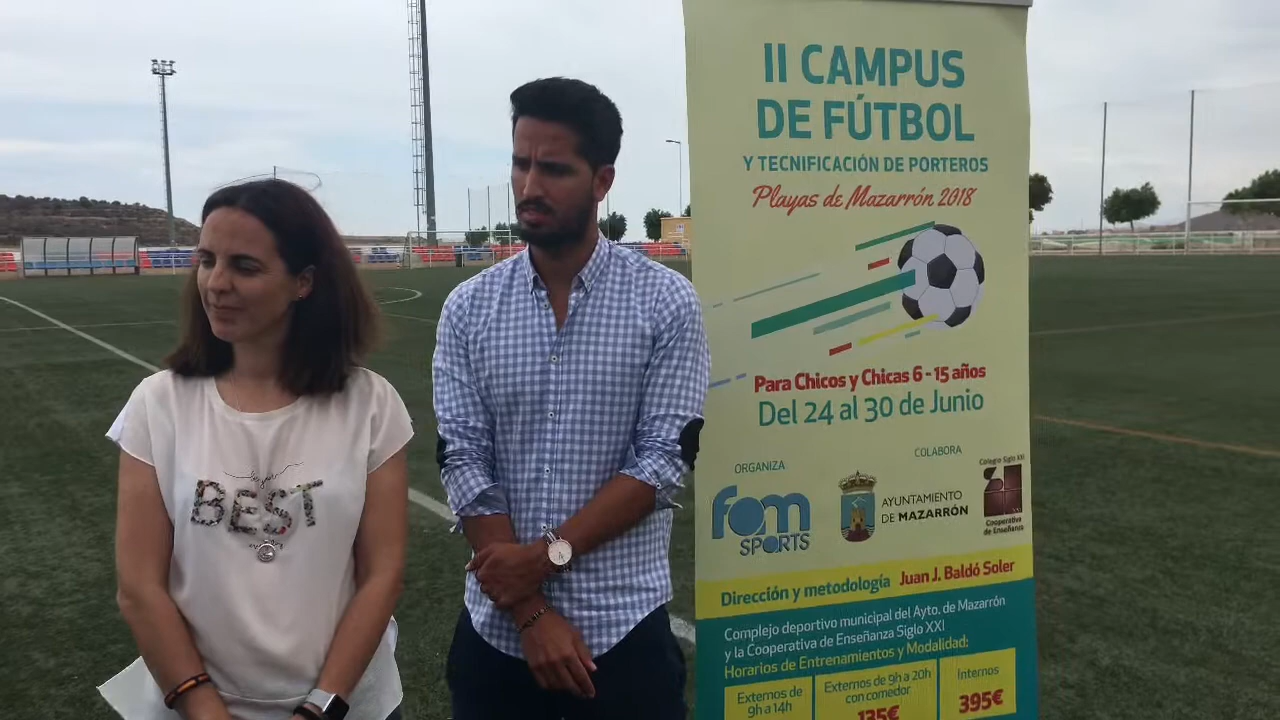 II CAMPUS
DE FÚTBOL
Y TECNIFICACIÓN DE PORTEROS
Playas de Mazarrón 2018
Para Chicos y Chicas 6 - 15 años
Del 24 al 30 de Junio
ORGANIZA
COLABORA
fom
SPORTS
AYUNTAMIENTO
DE MAZARRÓN
Colegio Siglo XXI
Cooperativa
de Enseñanza
Dirección y metodología Juan J. Baldó Soler
Complejo deportivo municipal del Ayto. de Mazarrón
y la Cooperativa de Enseñanza Siglo XXI
Horarios de Entrenamientos y Modalidad:
Externos de
9h a 14h
Externos de 9h a 20h
con comedor
135€
Internos
395€
BEST